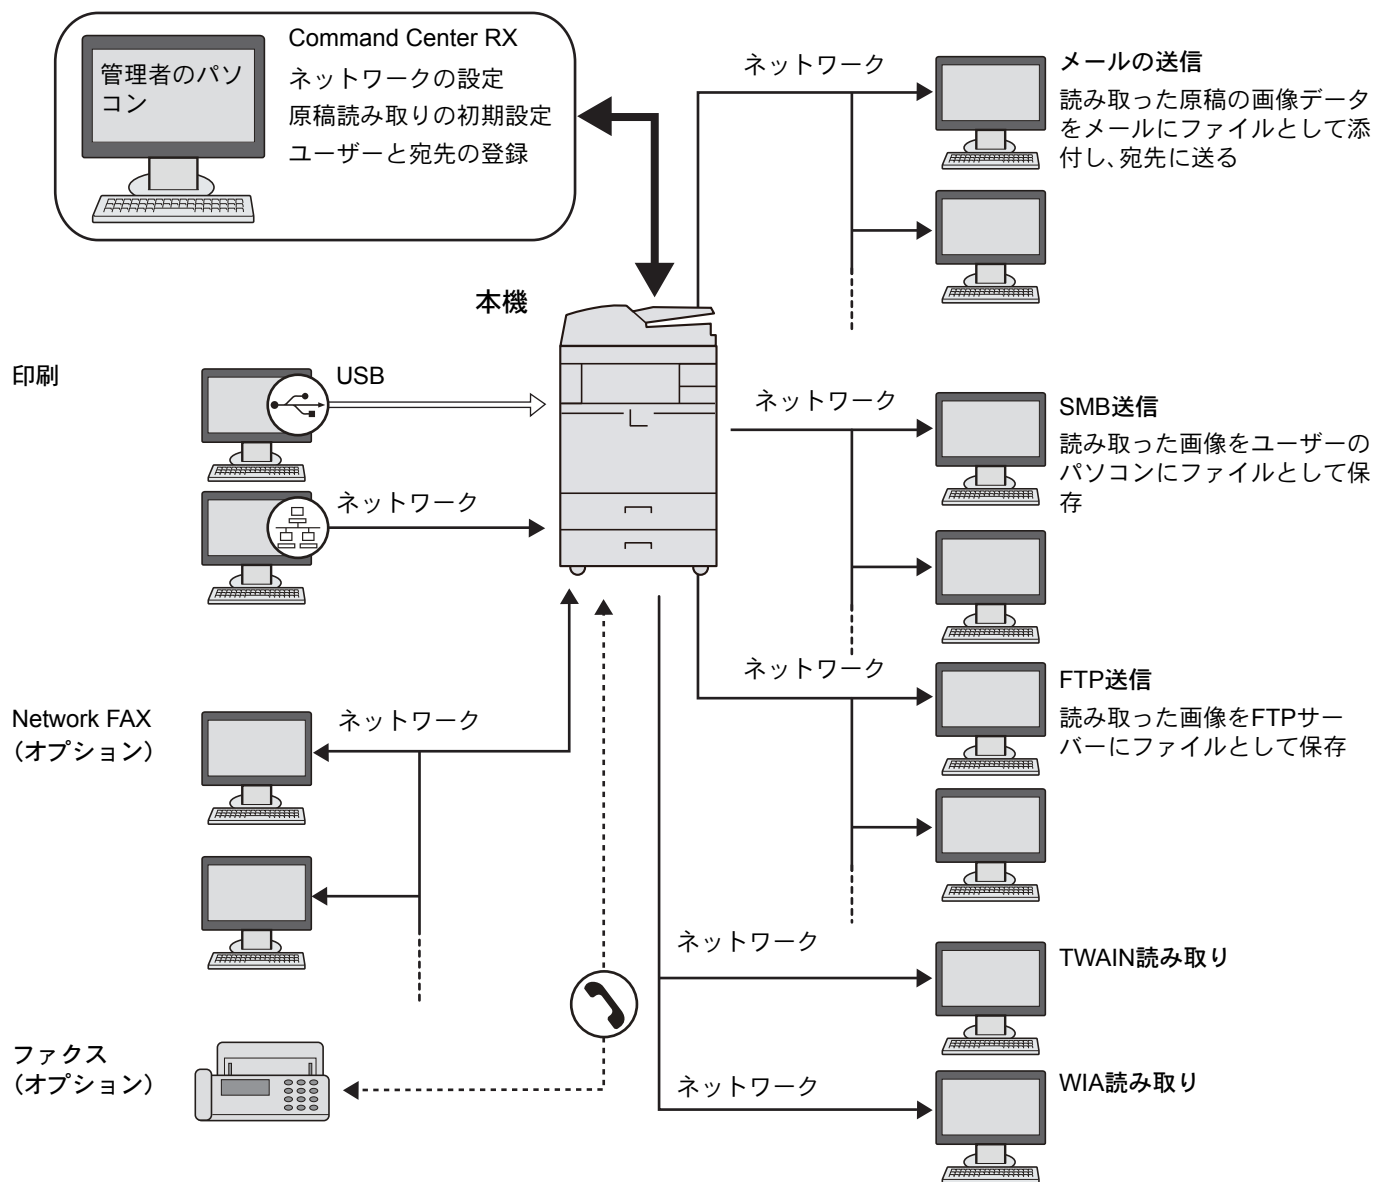 Command Center RX
管理者のパソ
コン
ネットワークの設定
原稿読み取りの初期設定
ユーザーと宛先の登録
ネットワーク
メールの送信
読み取った原稿の画像データ
をメールにファイルとして添
付し、宛先に送る
本機
印刷
USB
ネットワーク
ネットワーク
SMB送信
読み取った画像をユーザーの
パソコンにファイルとして保
存
ネットワーク
FTP送信
読み取った画像をFTPサー
バーにファイルとして保存
Network FAX
（オプション）
ネットワーク
ネットワーク
TWAIN読み取り
ファクス
（オプション）
ネットワーク
WIA読み取り